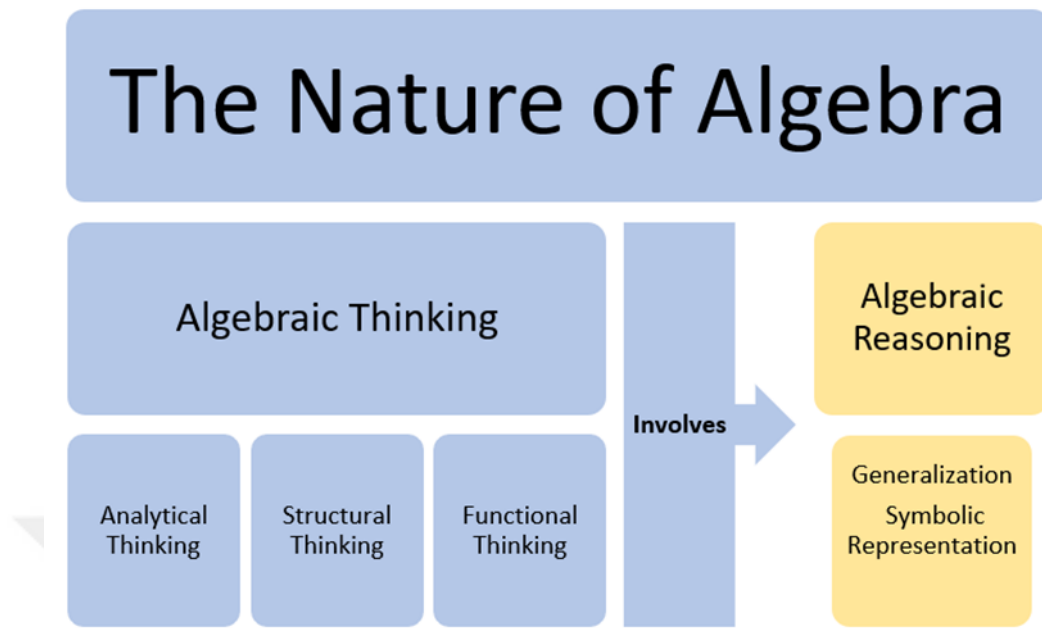 The Nature of Algebra
Algebraic Thinking
Analytical
Thinking
Structural
Thinking
Functional
Thinking
Involves
Algebraic
Reasoning
Generalization
Symbolic
Representation